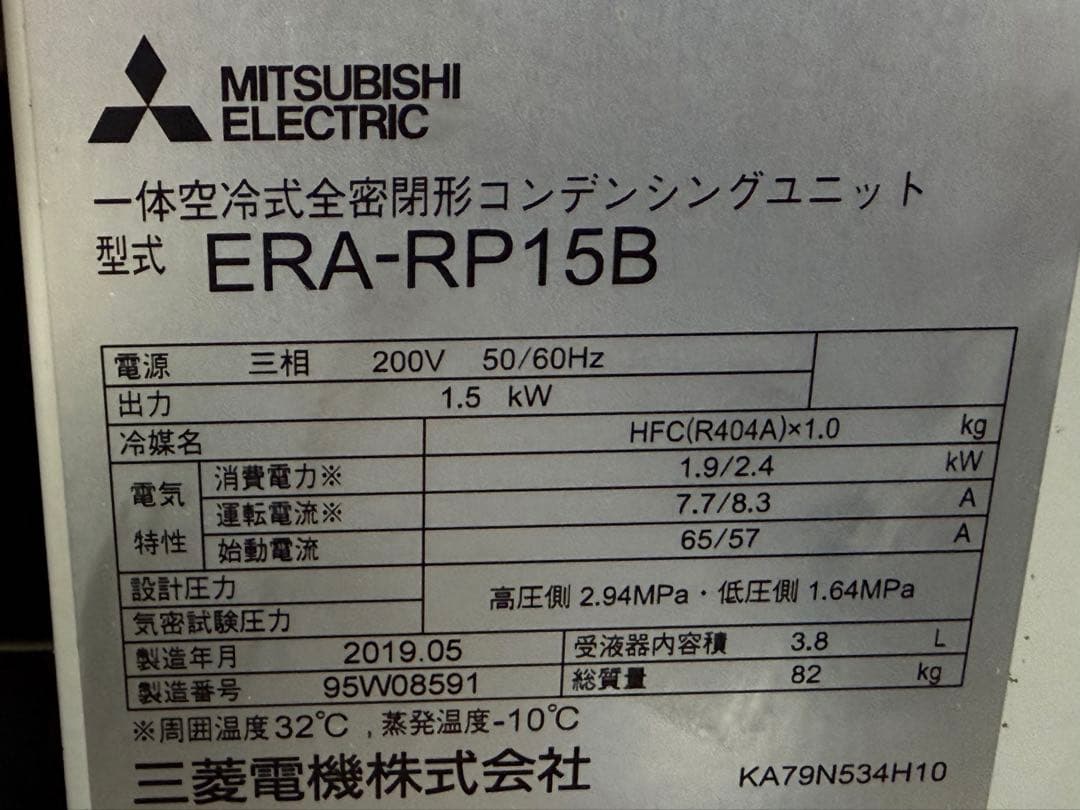 MITSUBISHI
ELECTRIC
一体空冷式全密閉形コンデンシングユニット
型式 ERA-RP15B
電源 三相 200V 50/60Hz
出力 1.5 kW
冷媒名 HFC(R404A)×1.0 kg
電気特性 消費電力※ 1.9/2.4 kW
運転電流※ 7.7/8.3 A
始動電流 65/57 A
設計圧力 高圧側 2.94MPa・低圧側 1.64MPa
気密試験圧力
製造年月 2019.05 受液器内容積 3.8 L
製造番号 95W08591 総質量 82 kg
※周囲温度32℃,蒸発温度-10℃
三菱電機株式会社 KA79N534H10